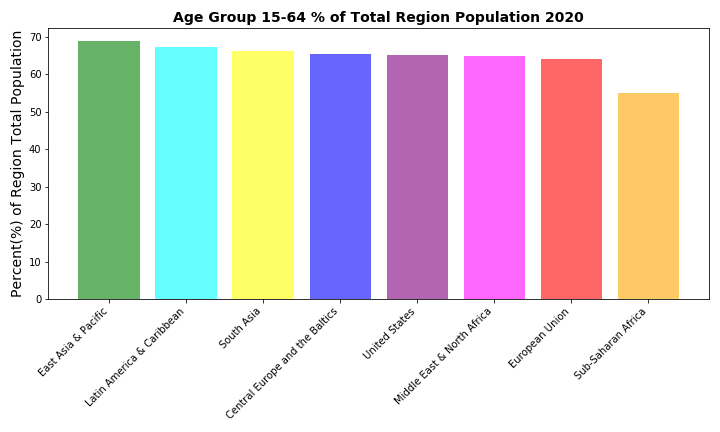 Age Group 15-64 % of Total Region Population 2020
Percent(%) of Region Total Population
70
60
50
40
30
20
10
0
East Asia & Pacific
Latin America & Caribbean
South Asia
Central Europe and the Baltics
United States
Middle East & North Africa
European Union
Sub-Saharan Africa